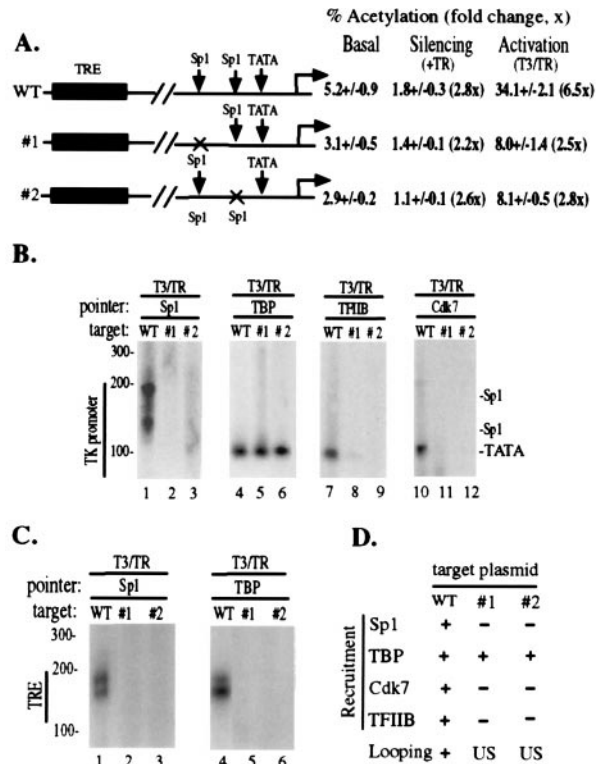 % Acetylation (fold change, x)
A. Sp1 Sp1 TATA Basal Silencing Activation
(+TR) (T3/TR)
TRE
WT 5.2+/-0.9 1.8+/-0.3 (2.8x) 34.1+/-2.1 (6.5x)
Sp1 TATA
#1 3.1+/-0.5 1.4+/-0.1 (2.2x) 8.0+/-1.4 (2.5x)
Sp1 TATA
#2 2.9+/-0.2 1.1+/-0.1 (2.6x) 8.1+/-0.5 (2.8x)
Sp1 Sp1
B.
T3/TR T3/TR T3/TR T3/TR
pointer: Sp1 TBP TFIIB Cdk7
target: WT #1 #2 WT #1 #2 WT #1 #2 WT #1 #2
300-
200-
-Sp1
TK promoter
-Sp1
100- -TATA
1 2 3 4 5 6 7 8 9 10 11 12
C.
T3/TR T3/TR
pointer: Sp1 TBP
target: WT #1 #2 WT #1 #2
300-
200-
TRE
100-
1 2 3 4 5 6
D.
target plasmid
WT #1 #2
Recruitment
Sp1 + - -
TBP + + +
Cdk7 + - -
TFIIB + - -
Looping + US US